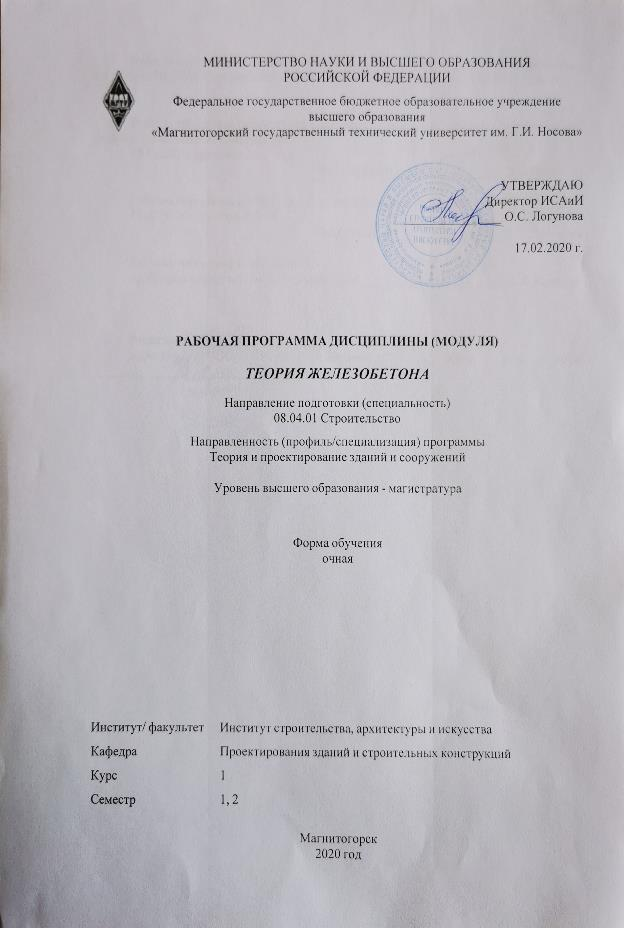 МИНИСТЕРСТВО НАУКИ И ВЫСШЕГО ОБРАЗОВАНИЯ
РОССИЙСКОЙ ФЕДЕРАЦИИ
Федеральное государственное бюджетное образовательное учреждение
высшего образования
«Магнитогорский государственный технический университет им. Г.И. Носова»
УТВЕРЖДАЮ
Директор ИСАиИ
О.С. Логунова
17.02.2020 г.
РАБОЧАЯ ПРОГРАММА ДИСЦИПЛИНЫ (МОДУЛЯ)
ТЕОРИЯ ЖЕЛЕЗОБЕТОНА
Направление подготовки (специальность)
08.04.01 Строительство
Направленность (профиль/специализация) программы
Теория и проектирование зданий и сооружений
Уровень высшего образования - магистратура
Форма обучения
очная
Институт/ факультет Институт строительства, архитектуры и искусства
Кафедра Проектирования зданий и строительных конструкций
Курс 1
Семестр 1, 2
Магнитогорск
2020 год